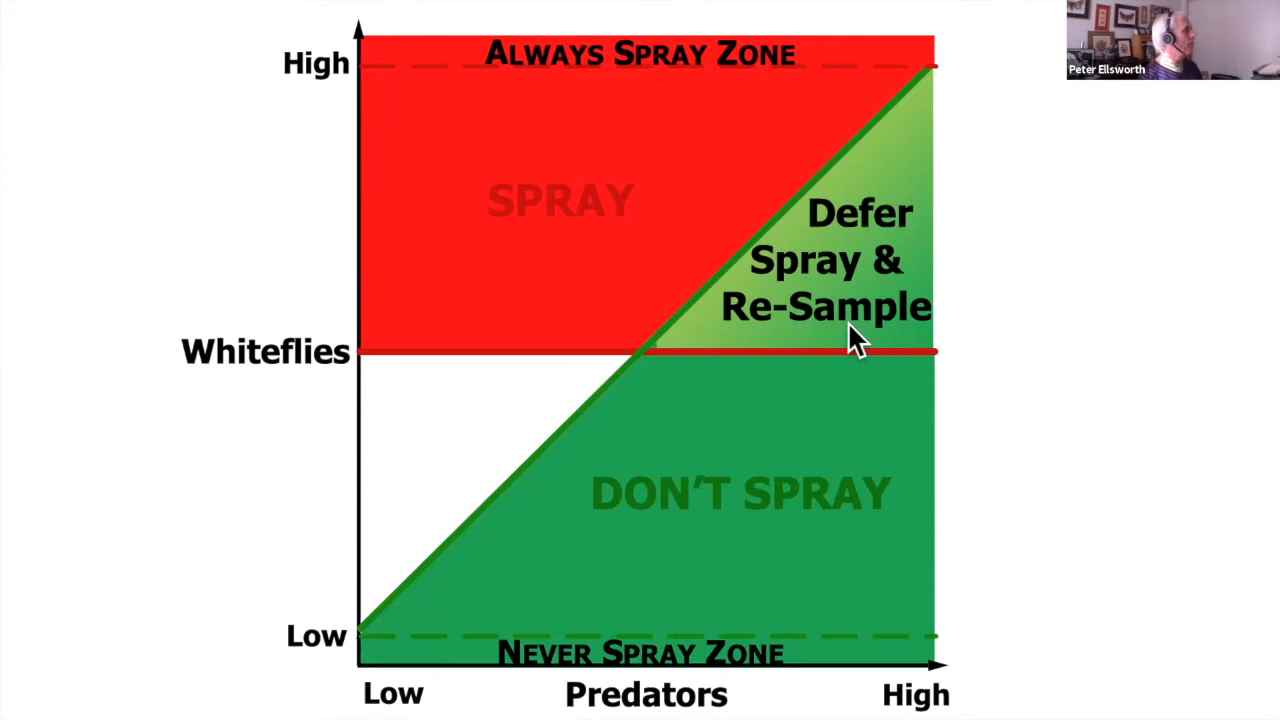 Peter Ellsworth
ALWAYS SPRAY ZONE
High
SPRAY
Defer
Spray &
Re-Sample
Whiteflies
DON'T SPRAY
Low
NEVER SPRAY ZONE
Low
Predators
High